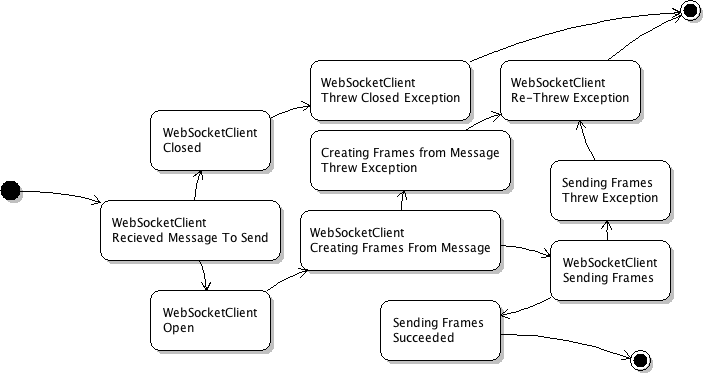 WebSocketClient
Threw Closed Exception
WebSocketClient
Re-Threw Exception
WebSocketClient
Closed
Creating Frames from Message
Threw Exception
Sending Frames
Threw Exception
WebSocketClient
Recieved Message To Send
WebSocketClient
Creating Frames From Message
WebSocketClient
Sending Frames
WebSocketClient
Open
Sending Frames
Succeeded